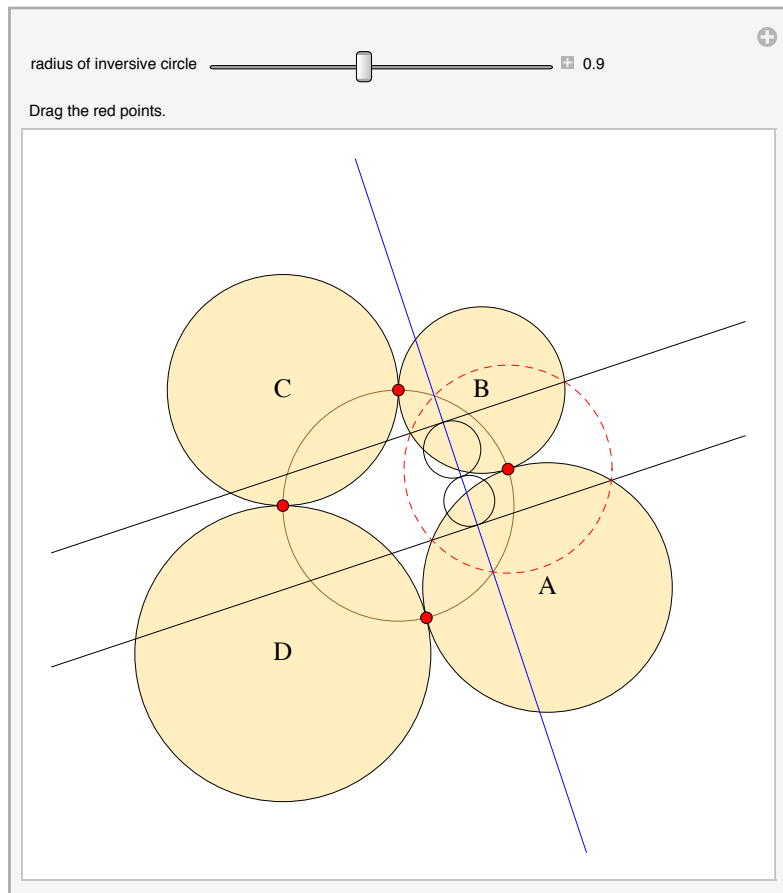 radius of inversive circle 0.9
Drag the red points.
C
B
A
D